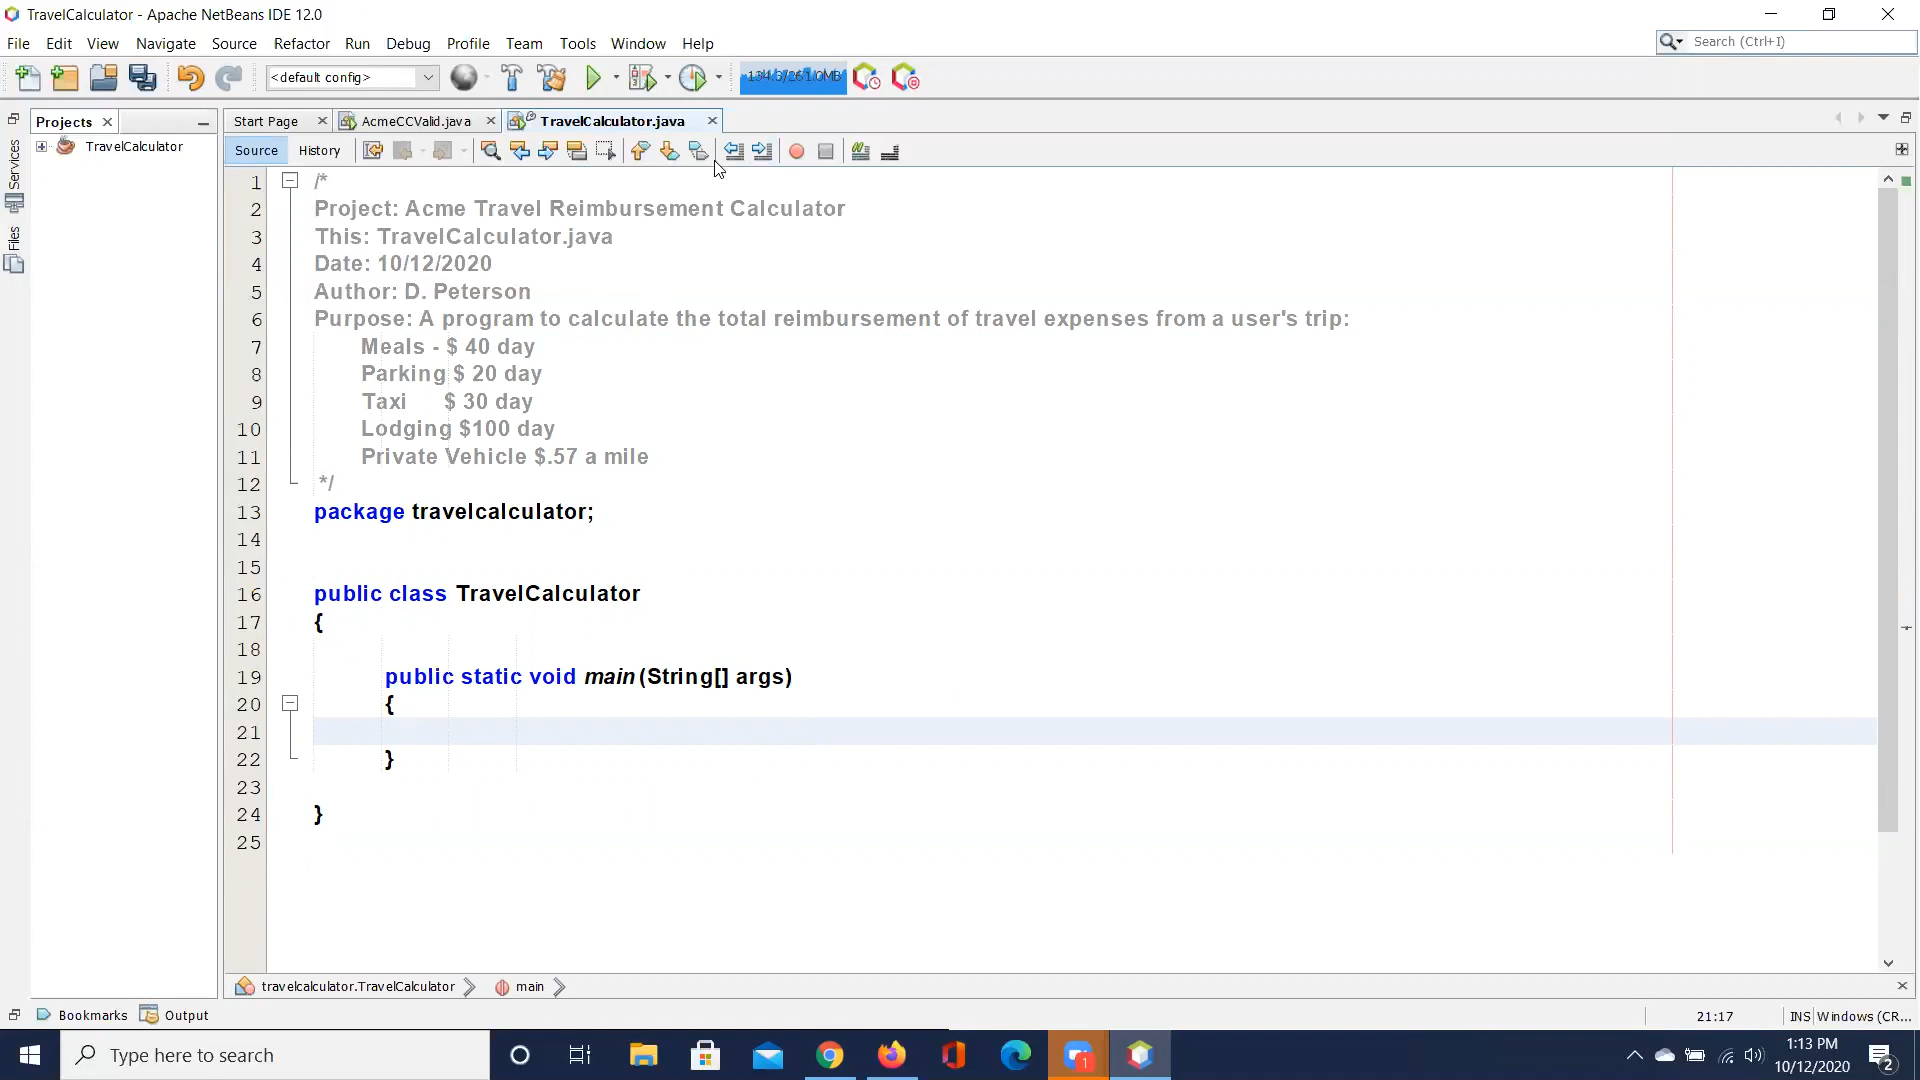 TravelCalculator - Apache NetBeans IDE 12.0
File Edit View Navigate Source Refactor Run Debug Profile Team Tools Window Help
Search (Ctrl+I)
<default config>
134.3/261.0MB
Projects
Start Page
AcmeCCValid.java
TravelCalculator.java
TravelCalculator
Source
History
Services
Files
1 /*
2 Project: Acme Travel Reimbursement Calculator
3 This: TravelCalculator.java
4 Date: 10/12/2020
5 Author: D. Peterson
6 Purpose: A program to calculate the total reimbursement of travel expenses from a user's trip:
7 Meals - $ 40 day
8 Parking $ 20 day
9 Taxi $ 30 day
10 Lodging $100 day
11 Private Vehicle $.57 a mile
12 */
13 package travelcalculator;
14
15
16 public class TravelCalculator
17 {
18
19 public static void main(String[] args)
20 {
21
22 }
23
24 }
25
travelcalculator.TravelCalculator
main
Bookmarks
Output
21:17
INS
Windows (CR...
Type here to search
1
1:13 PM
10/12/2020
2